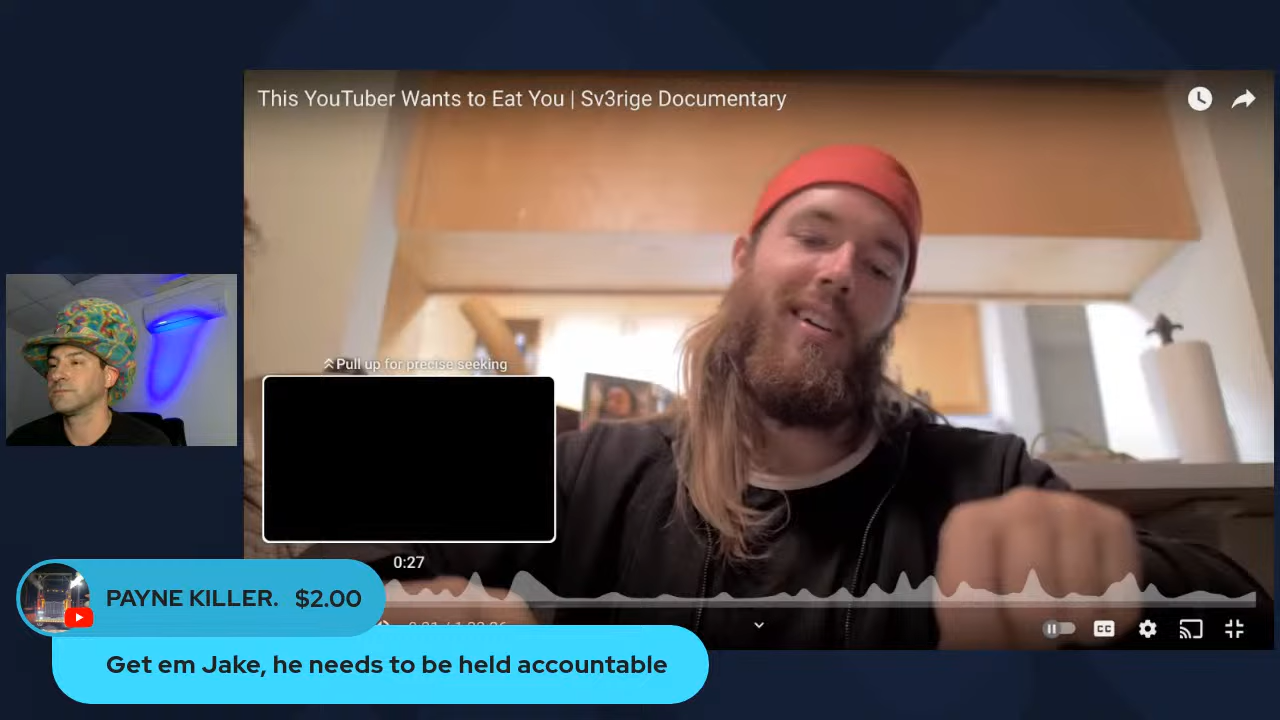 This YouTuber Wants to Eat You | Sv3rige Documentary
Pull up for precise seeking
0:27
CC
PAYNE KILLER. $2.00
Get em Jake, he needs to be held accountable